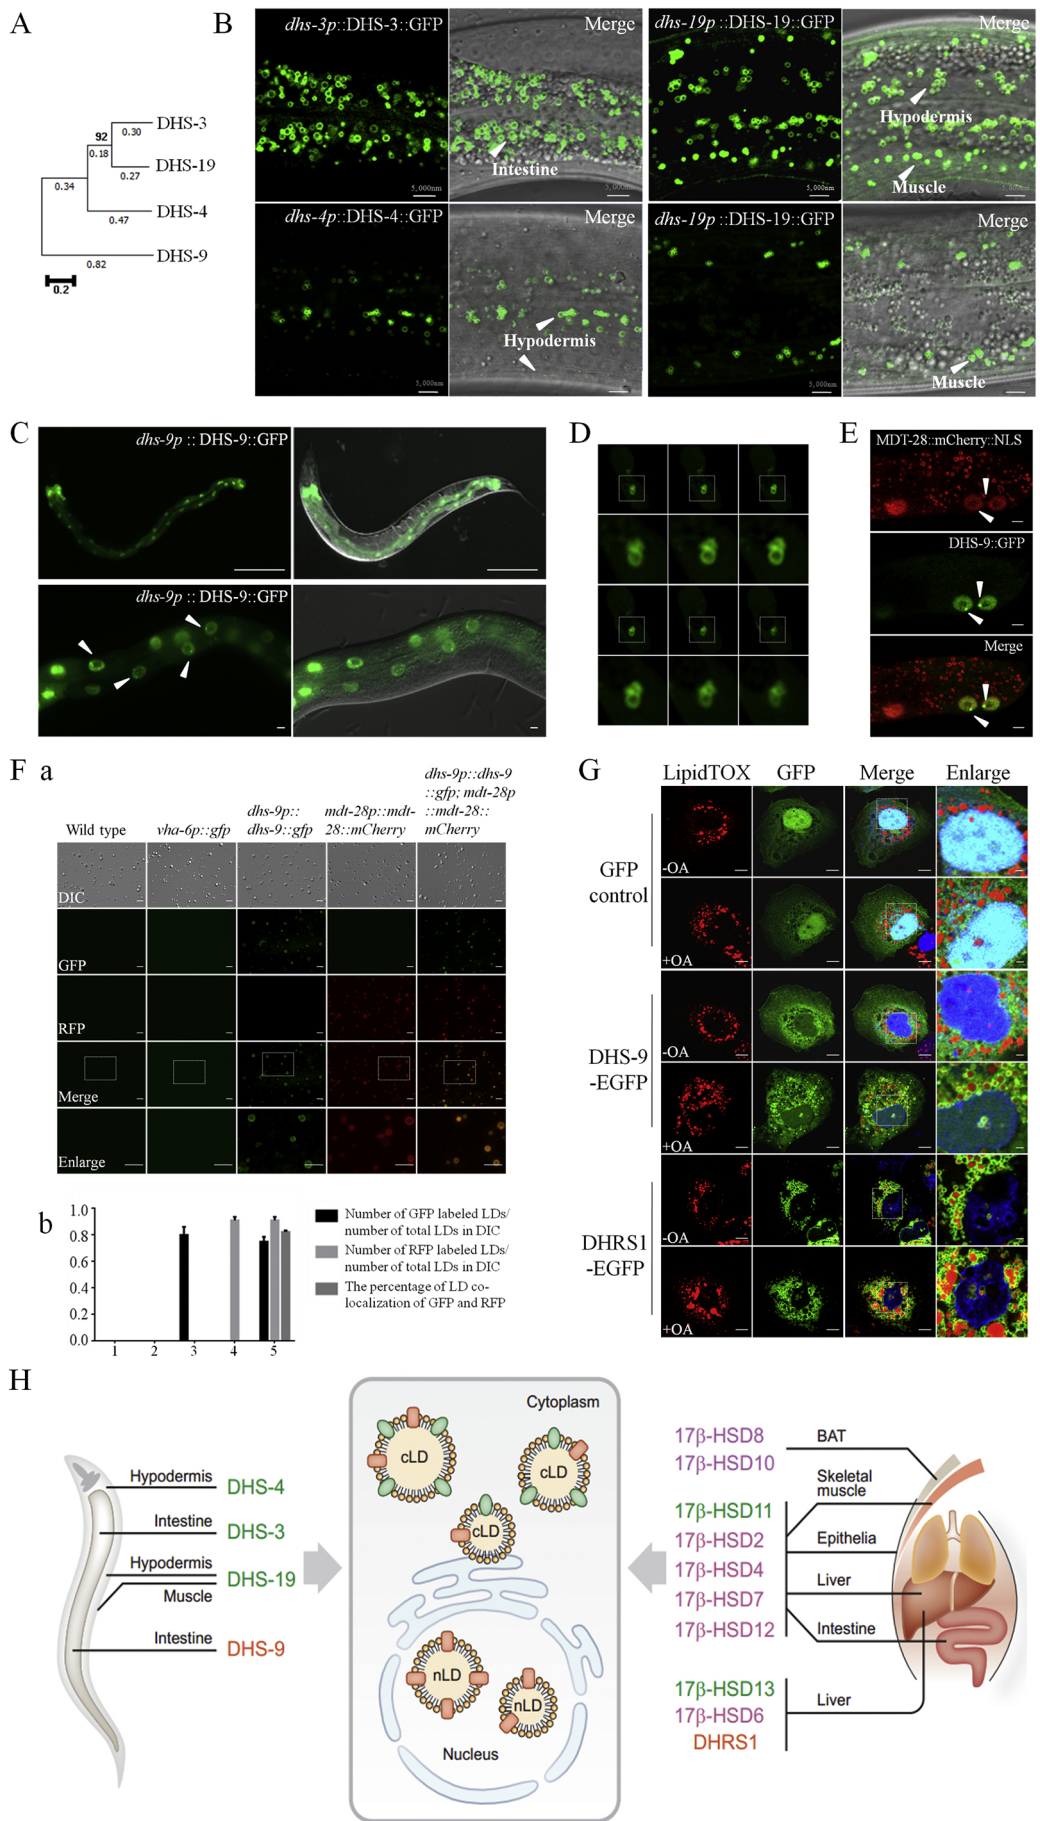 A
DHS-3
DHS-19
DHS-4
DHS-9
92
0.30
0.18
0.27
0.34
0.47
0.82
0.2
B
dhs-3p::DHS-3::GFP
Merge
Intestine
5,000nm
dhs-19p::DHS-19::GFP
Merge
Hypodermis
Muscle
5,000nm
dhs-4p::DHS-4::GFP
Merge
Hypodermis
5,000nm
dhs-19p::DHS-19::GFP
Merge
Muscle
5,000nm
C
dhs-9p :: DHS-9::GFP
dhs-9p :: DHS-9::GFP
D
E
MDT-28::mCherry::NLS
DHS-9::GFP
Merge
F a
Wild type
vha-6p::gfp
dhs-9p::
dhs-9::gfp
mdt-28p::mdt-
28::mCherry
dhs-9p::dhs-9
::gfp; mdt-28p
::mdt-28::
mCherry
DIC
GFP
RFP
Merge
Enlarge
b
1.0
0.8
0.6
0.4
0.2
0.0
1 2 3 4 5
Number of GFP labeled LDs/
number of total LDs in DIC
Number of RFP labeled LDs/
number of total LDs in DIC
The percentage of LD co-
localization of GFP and RFP
G
LipidTOX GFP Merge Enlarge
GFP
control
-OA
+OA
DHS-9
-EGFP
-OA
+OA
DHRS1
-EGFP
-OA
+OA
H
Hypodermis
DHS-4
Intestine
DHS-3
Hypodermis
DHS-19
Muscle
Intestine
DHS-9
Cytoplasm
cLD
cLD
cLD
nLD
nLD
Nucleus
17β-HSD8
17β-HSD10
BAT
17β-HSD11
17β-HSD2
17β-HSD4
17β-HSD7
17β-HSD12
Skeletal
muscle
Epithelia
Liver
Intestine
17β-HSD13
17β-HSD6
DHRS1
Liver